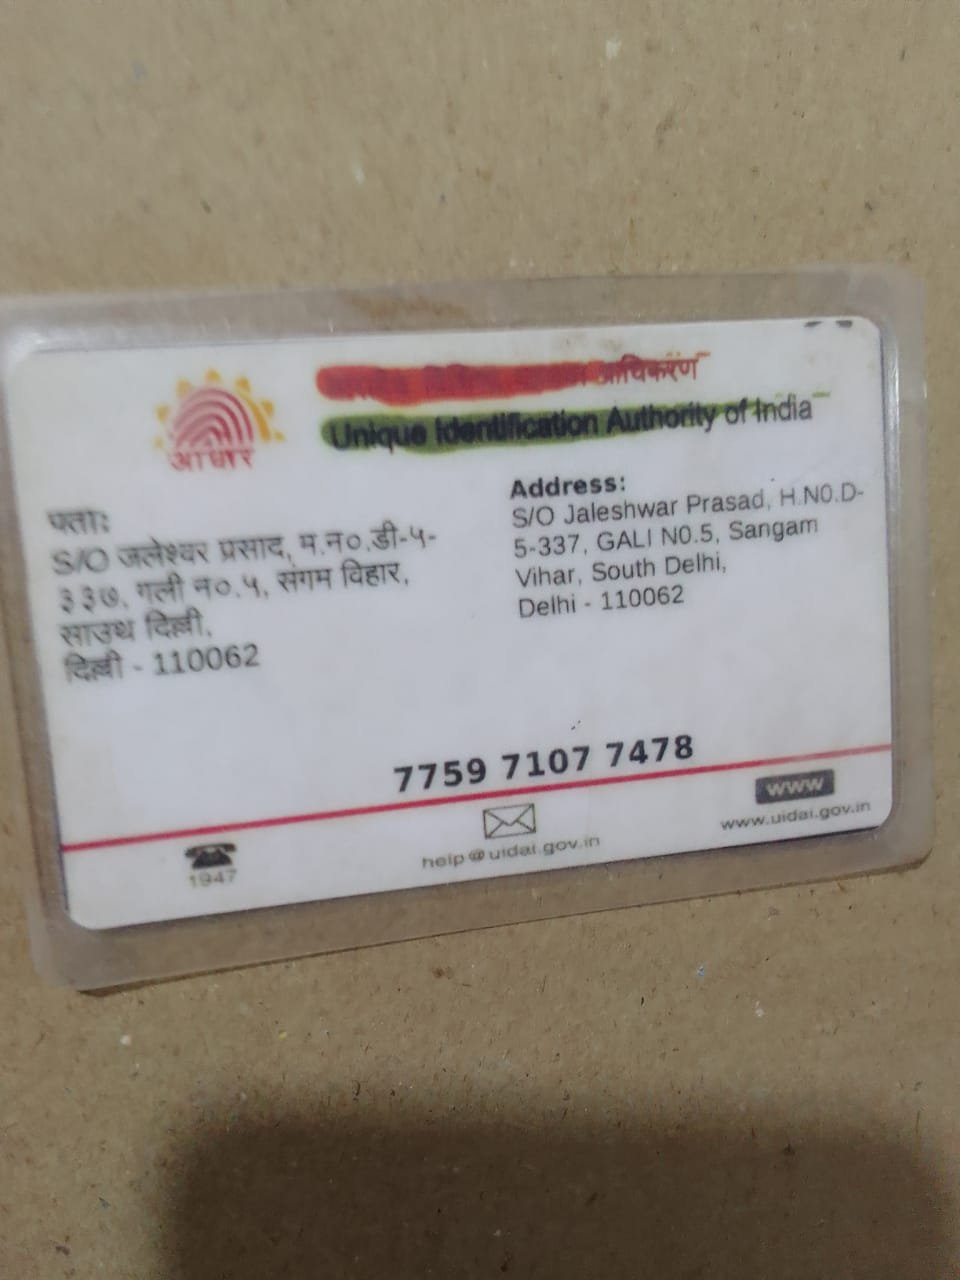 आधार
आधिकरण
Unique Identification Authority of India
पताः
S/O जलेश्वर प्रसाद, म.न०.डी-५-
३३७, गली न०.५, संगम विहार,
साउथ दिल्ली,
दिल्ली - 110062
Address:
S/O Jaleshwar Prasad, H.N0.D-
5-337, GALI N0.5, Sangam
Vihar, South Delhi,
Delhi - 110062
7759 7107 7478
1947
help@uidai.gov.in
www
www.uidai.gov.in